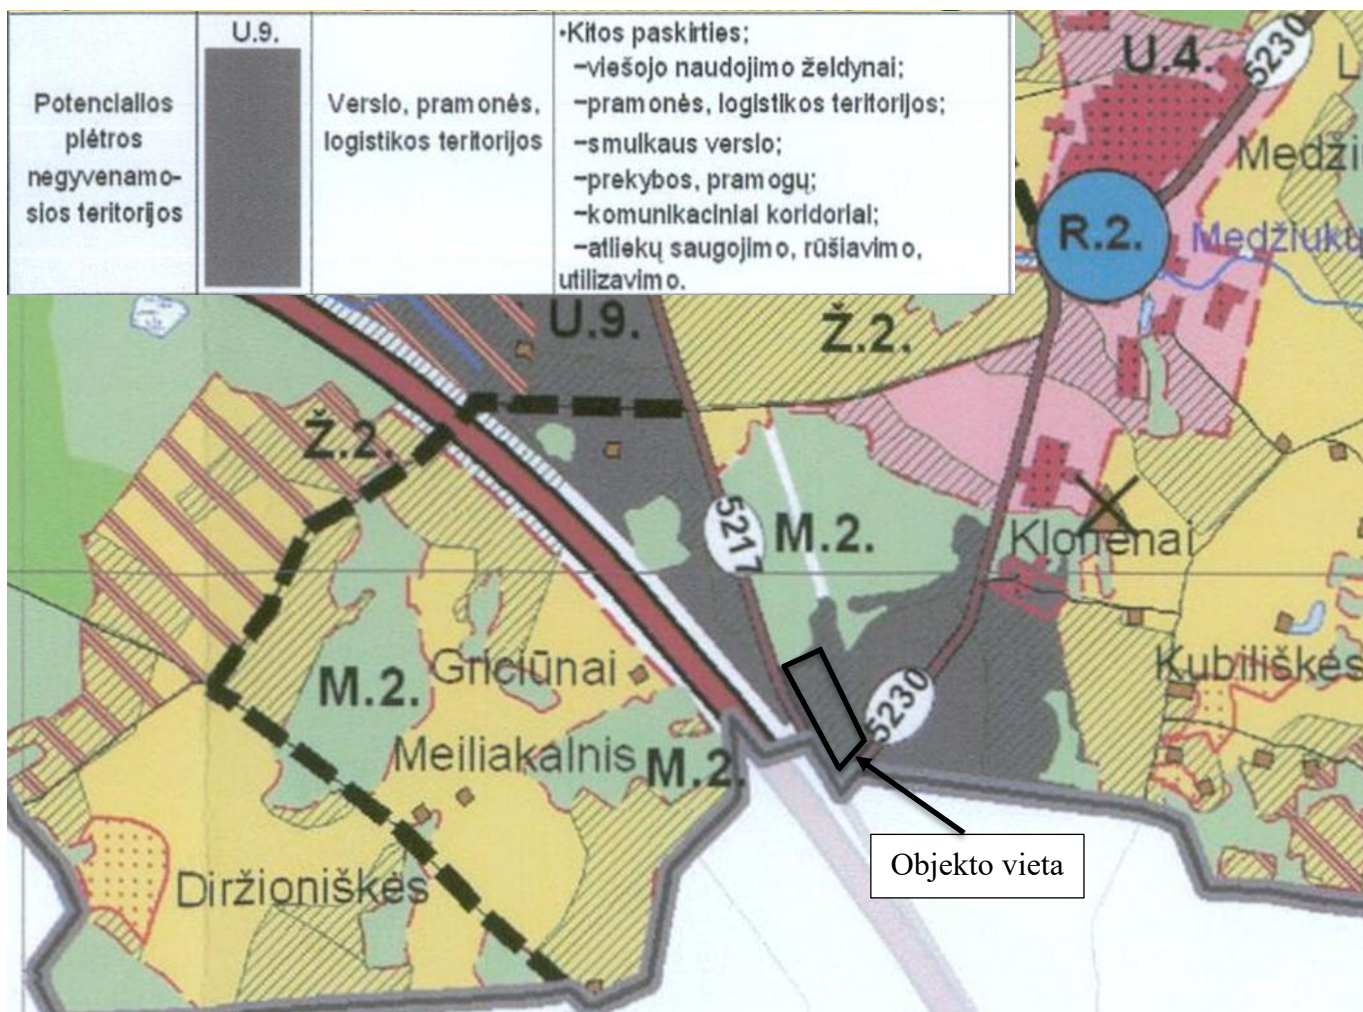 U.9.
Potencialios
plėtros
negyvenamo-
sios teritorijos
Verslo, pramonės,
logistikos teritorijos
•Kitos paskirties;
–viešojo naudojimo želdynai;
–pramonės, logistikos teritorijos;
–smulkaus verslo;
–prekybos, pramogų;
–komunikaciniai koridoriai;
–atliekų saugojimo, rūšiavimo,
utilizavimo.
U.4.
5230
L
Medži
R.2.
Medžiukų
U.9.
Ž.2.
Ž.2.
5217
M.2.
Klonėnai
M.2.
Griciūnai
Kubiliškės
5230
Meiliakalnis
M.2.
Objekto vieta
Diržioniškės